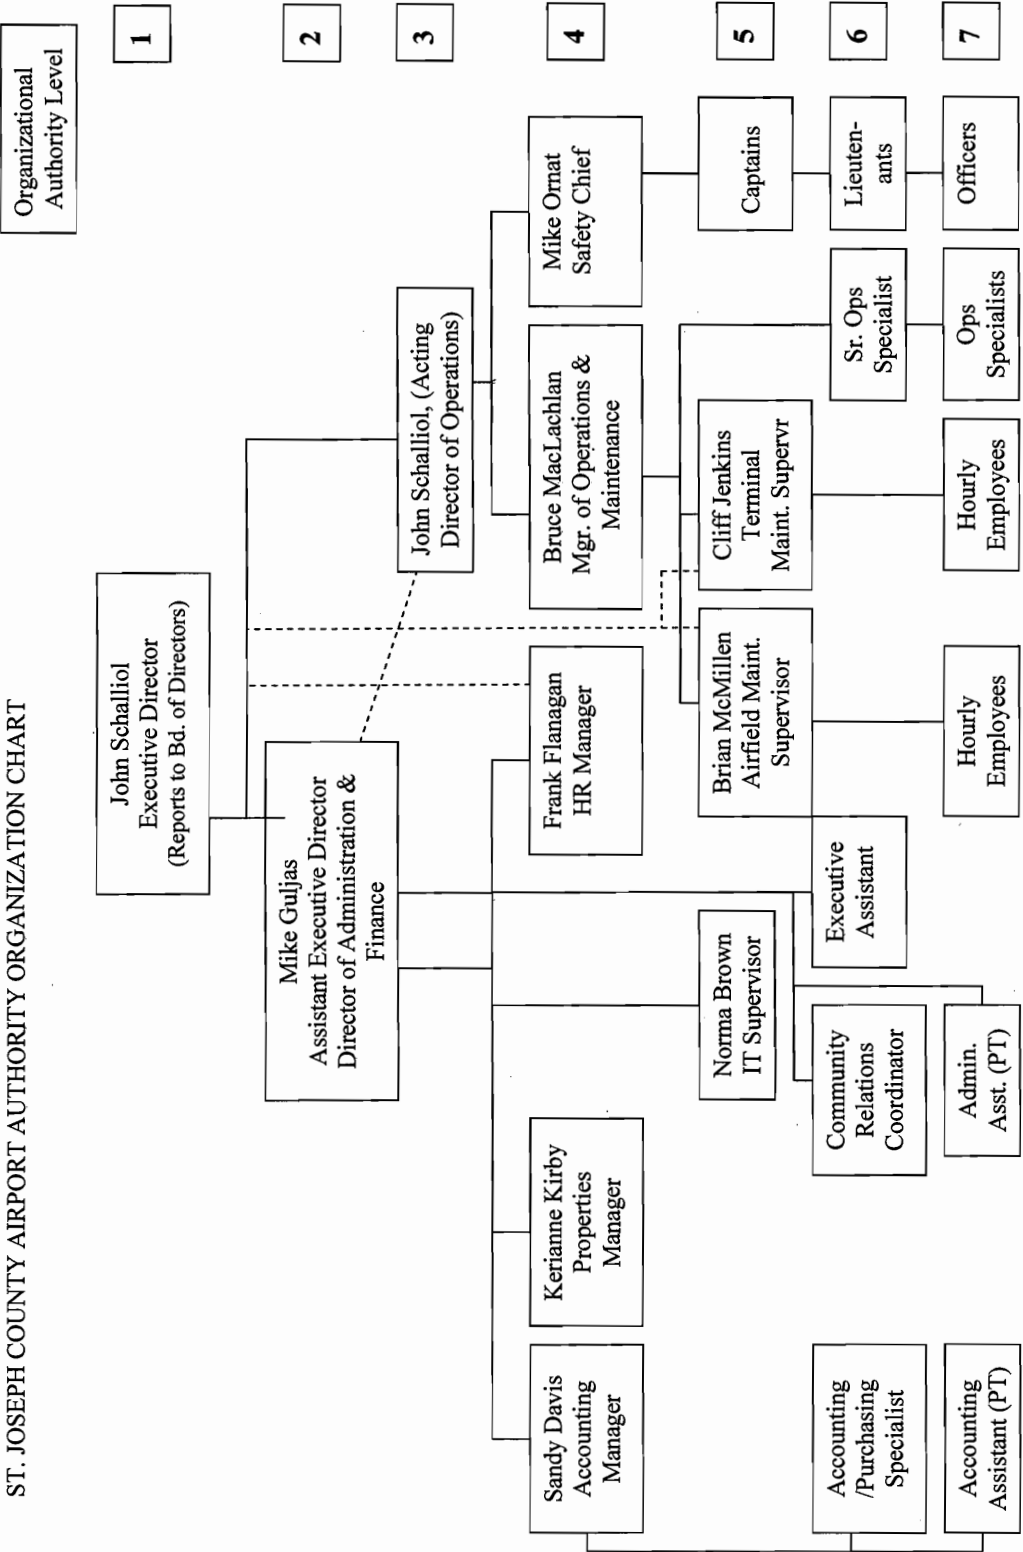 ST. JOSEPH COUNTY AIRPORT AUTHORITY ORGANIZATION CHART
Organizational
Authority Level
1
John Schalliol
Executive Director
(Reports to Bd. of Directors)
2
Mike Guljas
Assistant Executive Director
Director of Administration &
Finance
3
John Schalliol, (Acting
Director of Operations)
4
Sandy Davis
Accounting
Manager
Kerianne Kirby
Properties
Manager
Frank Flanagan
HR Manager
Bruce MacLachlan
Mgr. of Operations &
Maintenance
Mike Ornat
Safety Chief
5
Norma Brown
IT Supervisor
Brian McMillen
Airfield Maint.
Supervisor
Cliff Jenkins
Terminal
Maint. Supervr
Captains
6
Accounting
/Purchasing
Specialist
Community
Relations
Coordinator
Executive
Assistant
Sr. Ops
Specialist
Lieuten-
ants
7
Accounting
Assistant (PT)
Admin.
Asst. (PT)
Hourly
Employees
Hourly
Employees
Ops
Specialists
Officers